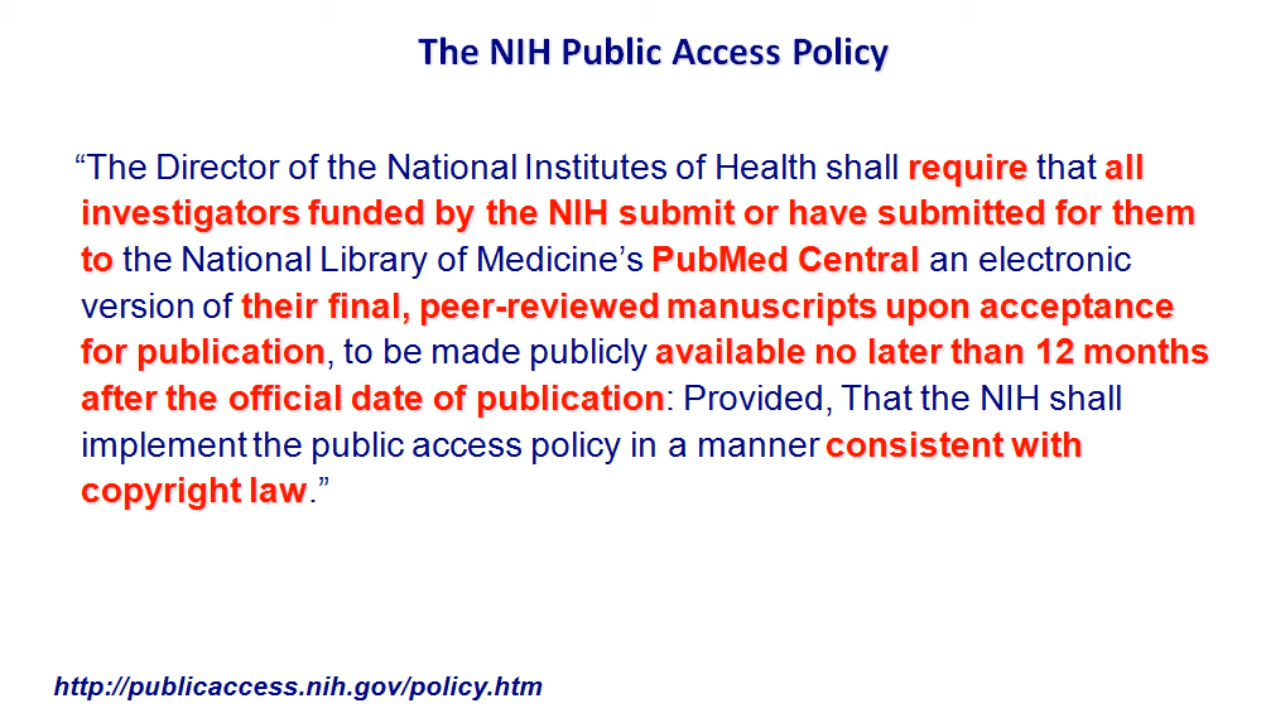 The NIH Public Access Policy
“The Director of the National Institutes of Health shall require that all
investigators funded by the NIH submit or have submitted for them
to the National Library of Medicine’s PubMed Central an electronic
version of their final, peer-reviewed manuscripts upon acceptance
for publication, to be made publicly available no later than 12 months
after the official date of publication: Provided, That the NIH shall
implement the public access policy in a manner consistent with
copyright law.”
http://publicaccess.nih.gov/policy.htm